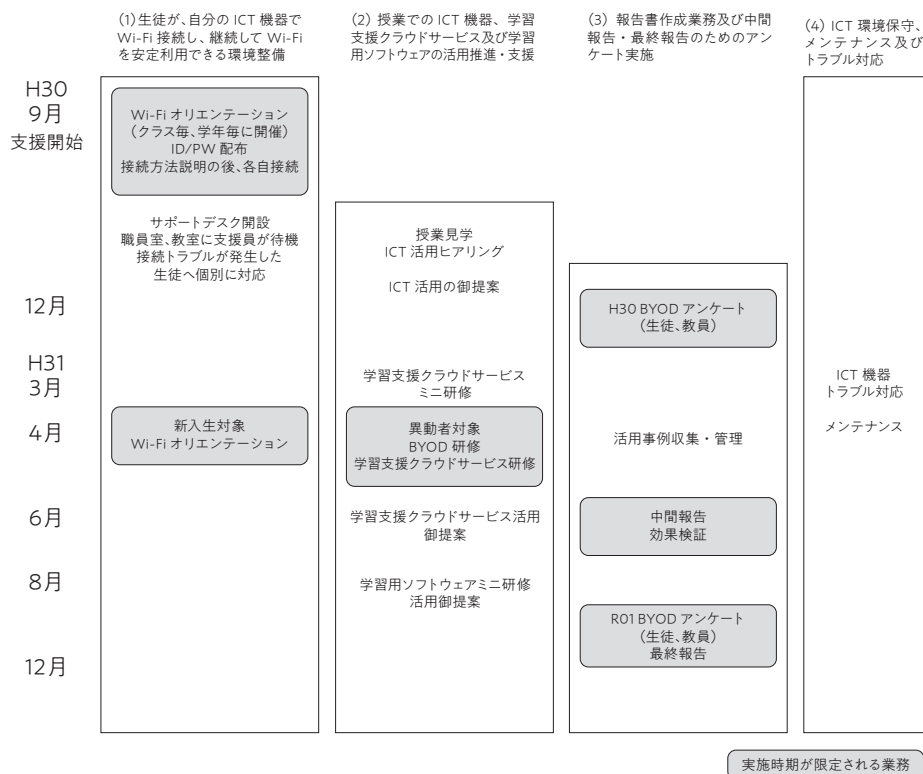 (1)生徒が、自分の ICT 機器で
Wi-Fi 接続し、継続して Wi-Fi
を安定利用できる環境整備
(2) 授業での ICT 機器、学習
支援クラウドサービス及び学習
用ソフトウェアの活用推進・支援
(3) 報告書作成業務及び中間
報告・最終報告のためのアン
ケート実施
(4) ICT 環境保守、
メンテナンス及び
トラブル対応
H30
9月
支援開始
12月
H31
3月
4月
6月
8月
12月
Wi-Fi オリエンテーション
(クラス毎、学年毎に開催)
ID/PW 配布
接続方法説明の後、各自接続
サポートデスク開設
職員室、教室に支援員が待機
接続トラブルが発生した
生徒へ個別に対応
新入生対象
Wi-Fi オリエンテーション
授業見学
ICT 活用ヒアリング
ICT 活用の御提案
学習支援クラウドサービス
ミニ研修
異動者対象
BYOD 研修
学習支援クラウドサービス研修
学習支援クラウドサービス活用
御提案
学習用ソフトウェアミニ研修
活用御提案
H30 BYOD アンケート
(生徒、教員)
活用事例収集・管理
中間報告
効果検証
R01 BYOD アンケート
(生徒、教員)
最終報告
ICT 機器
トラブル対応
メンテナンス
実施時期が限定される業務